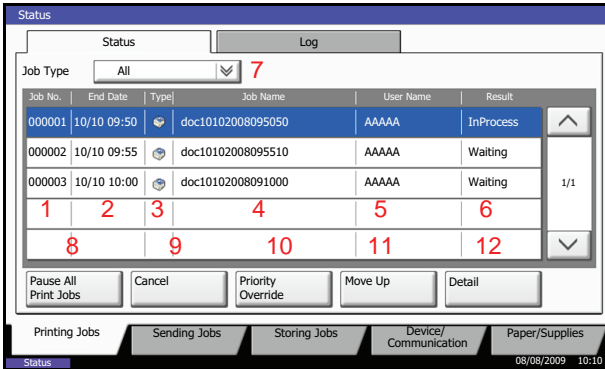 Status
Status Log
Job Type All 7
Job No. End Date Type Job Name User Name Result
000001 10/10 09:50 doc10102008095050 AAAAA InProcess
000002 10/10 09:55 doc10102008095510 AAAAA Waiting
000003 10/10 10:00 doc10102008091000 AAAAA Waiting 1/1
1 2 3 4 5 6
8 9 10 11 12
Pause All Cancel Priority Move Up Detail
Print Jobs Override
Printing Jobs Sending Jobs Storing Jobs Device/ Paper/Supplies
Communication
Status 08/08/2009 10:10